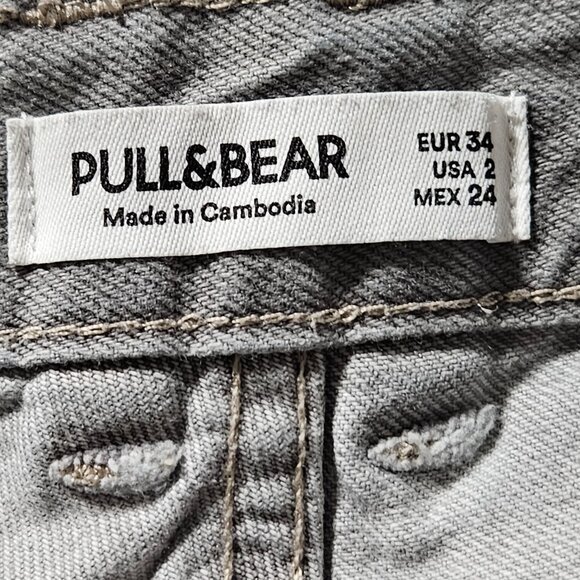 PULL&BEAR
Made in Cambodia
EUR 34
USA 2
MEX 24